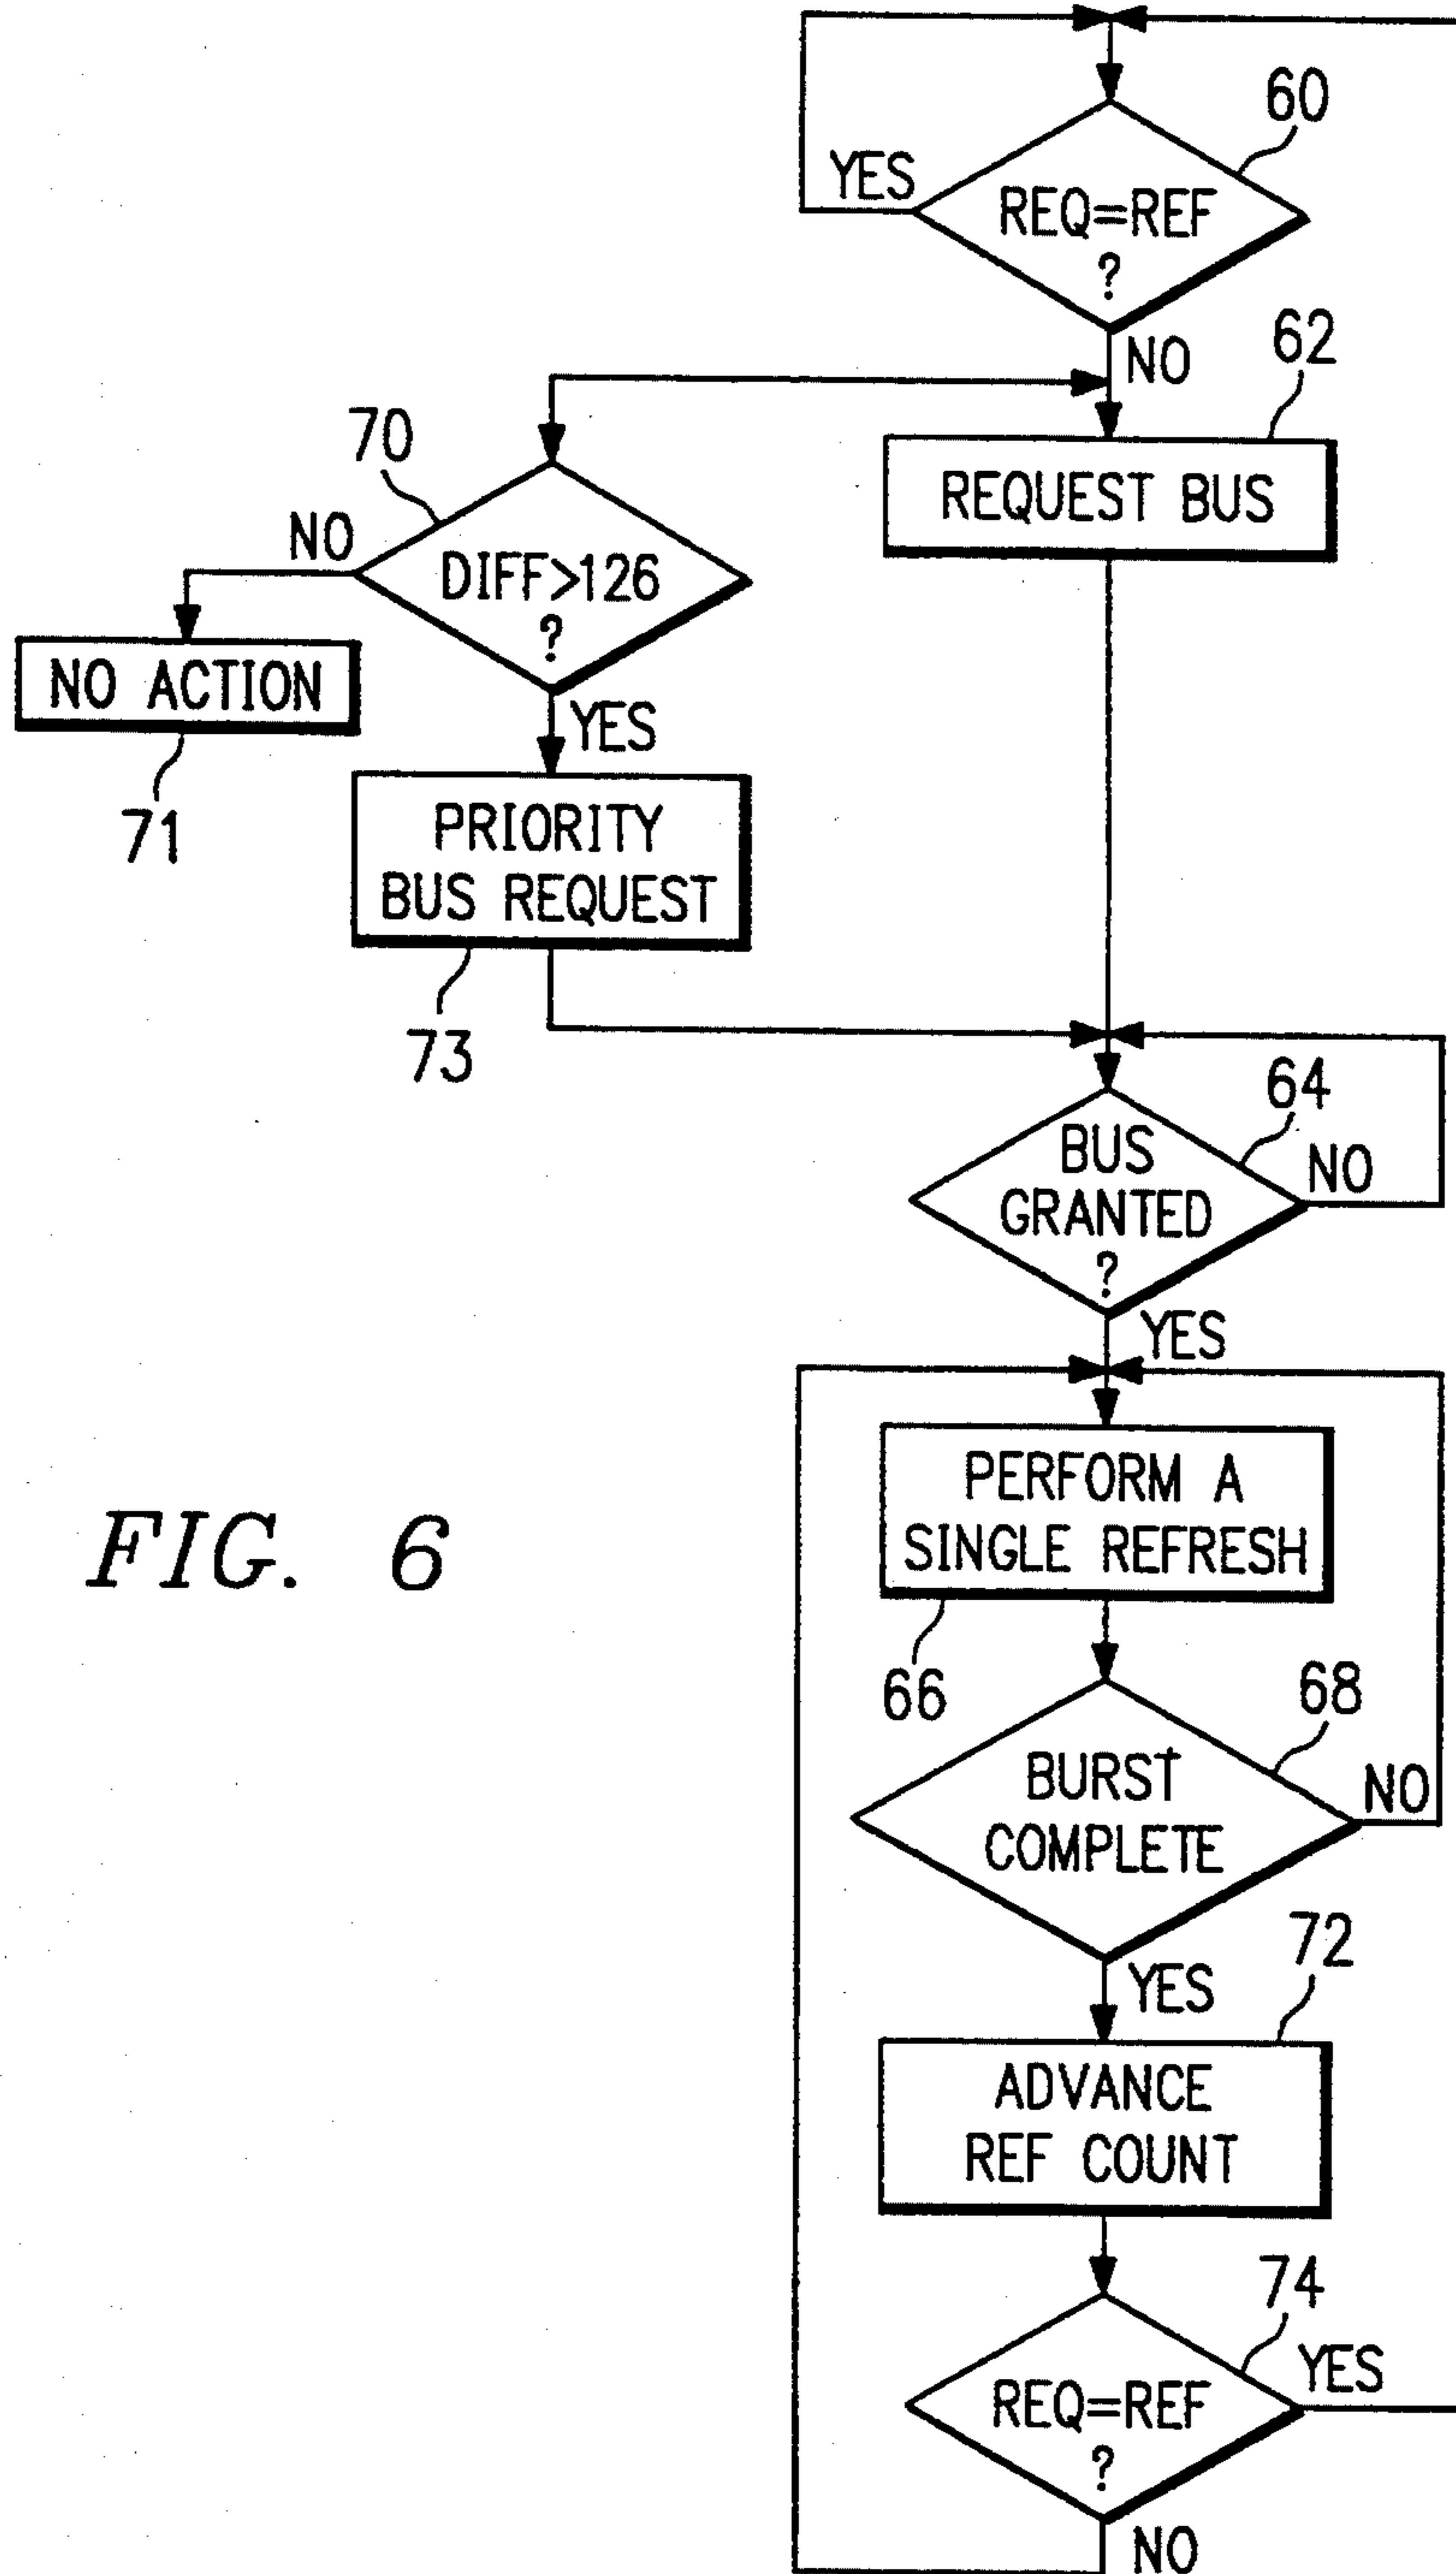 60
YES
REQ=REF
?
NO
62
REQUEST BUS
70
NO
DIFF>126
?
NO ACTION
71
YES
PRIORITY
BUS REQUEST
73
64
BUS
GRANTED
?
NO
YES
PERFORM A
SINGLE REFRESH
66
68
BURST
COMPLETE
NO
YES
72
ADVANCE
REF COUNT
74
REQ=REF
?
YES
NO
FIG. 6